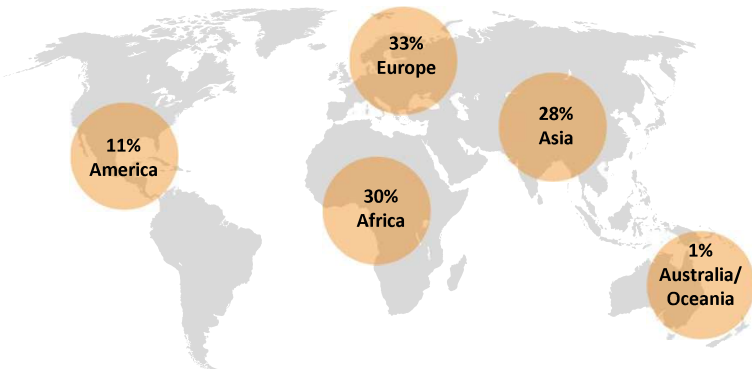 33%
Europe
28%
Asia
11%
America
30%
Africa
1%
Australia/
Oceania